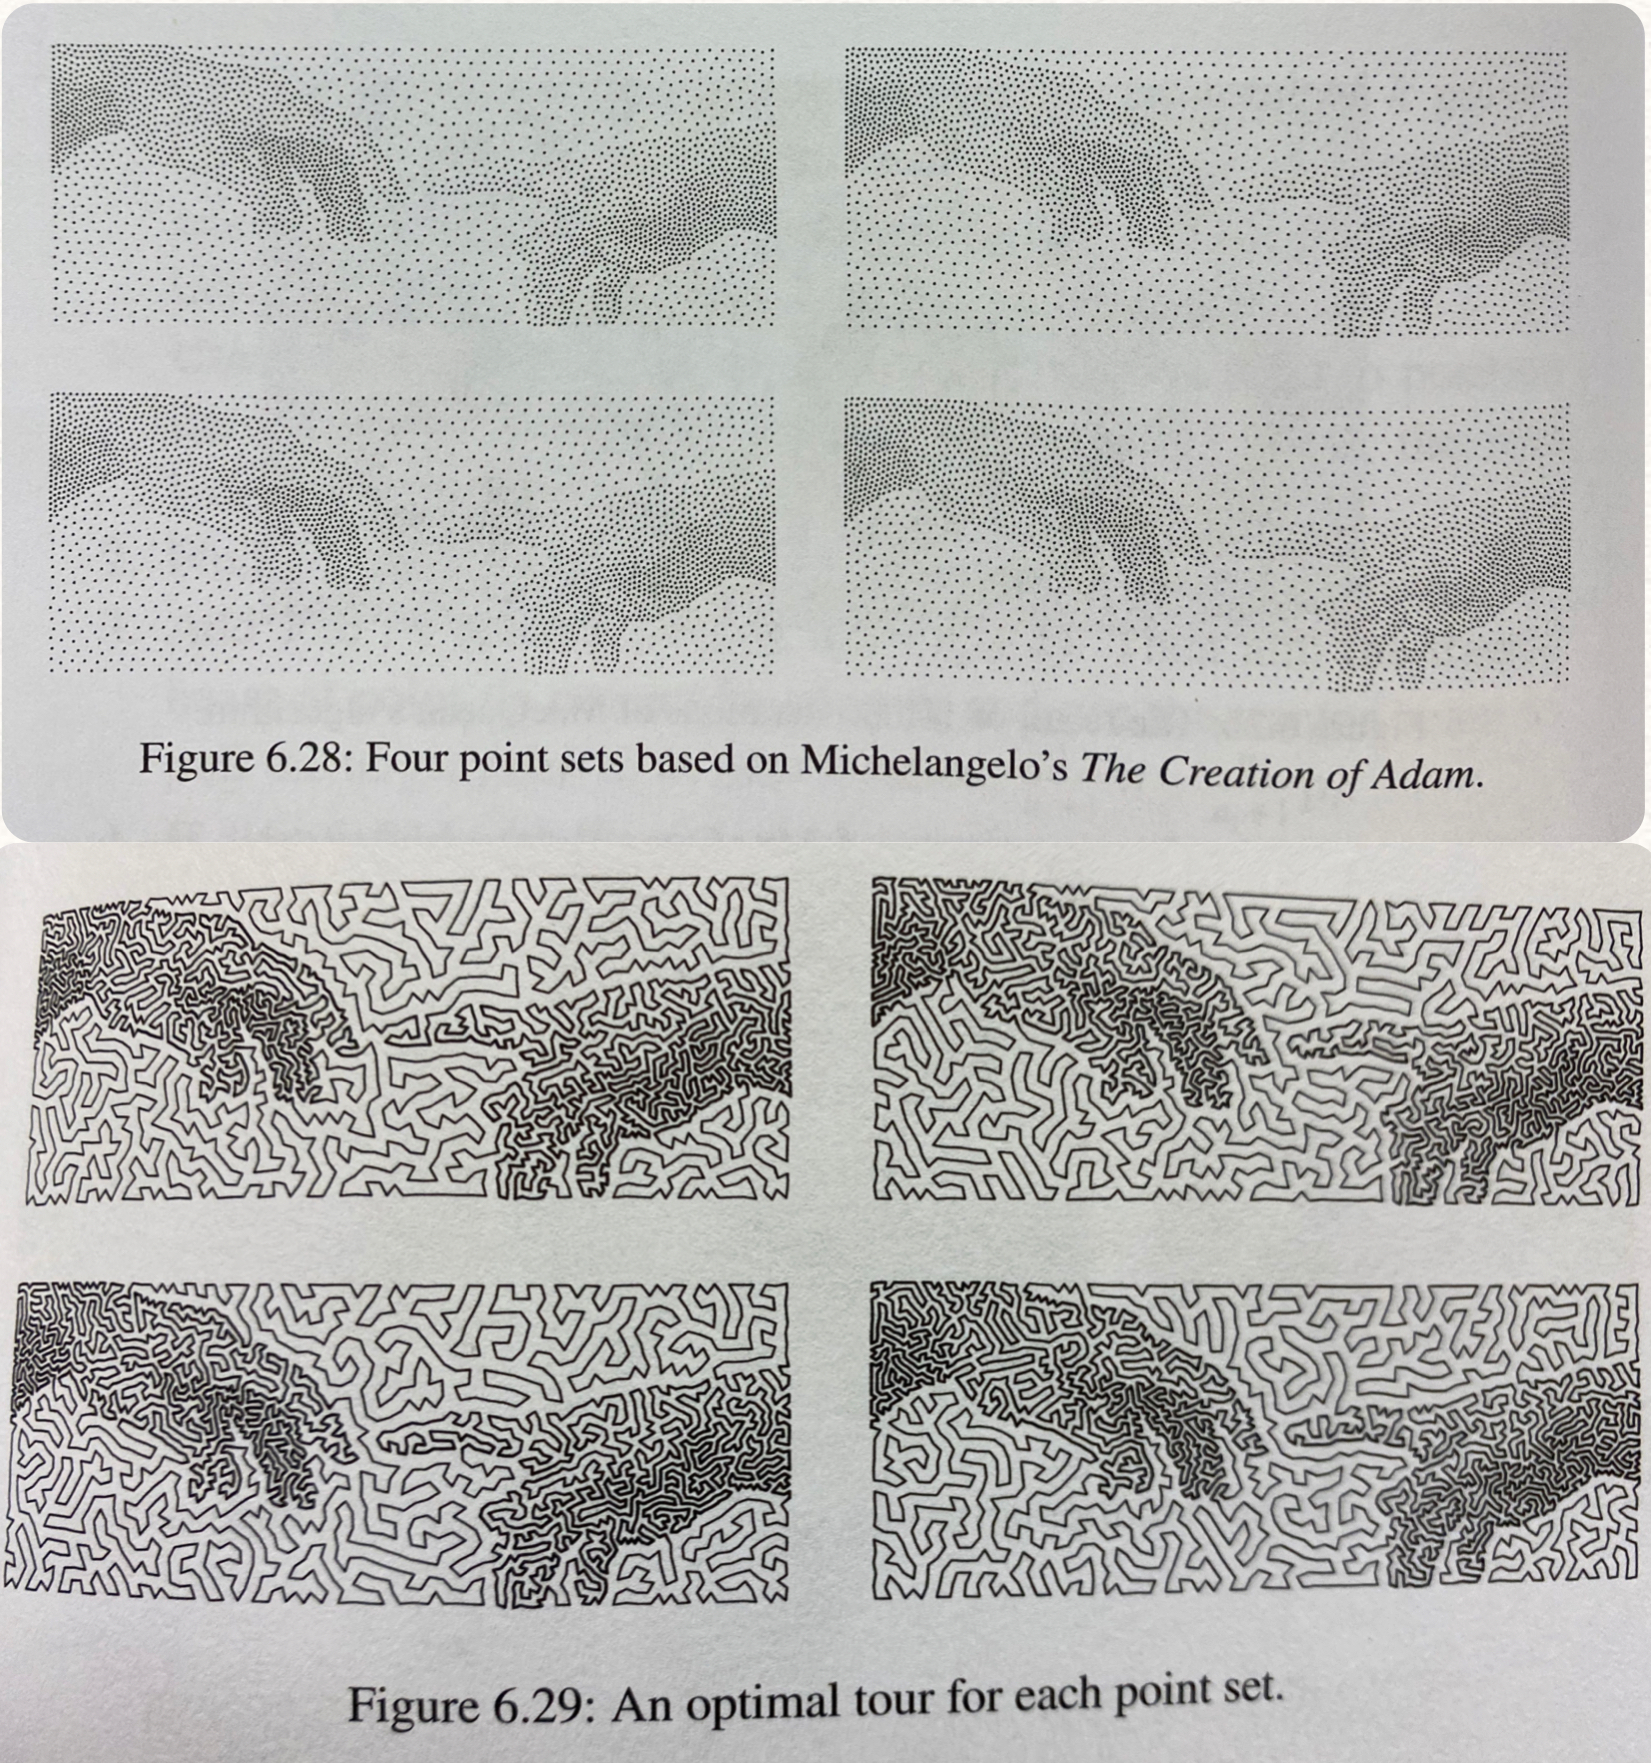 Figure 6.28: Four point sets based on Michelangelo's The Creation of Adam.
Figure 6.29: An optimal tour for each point set.